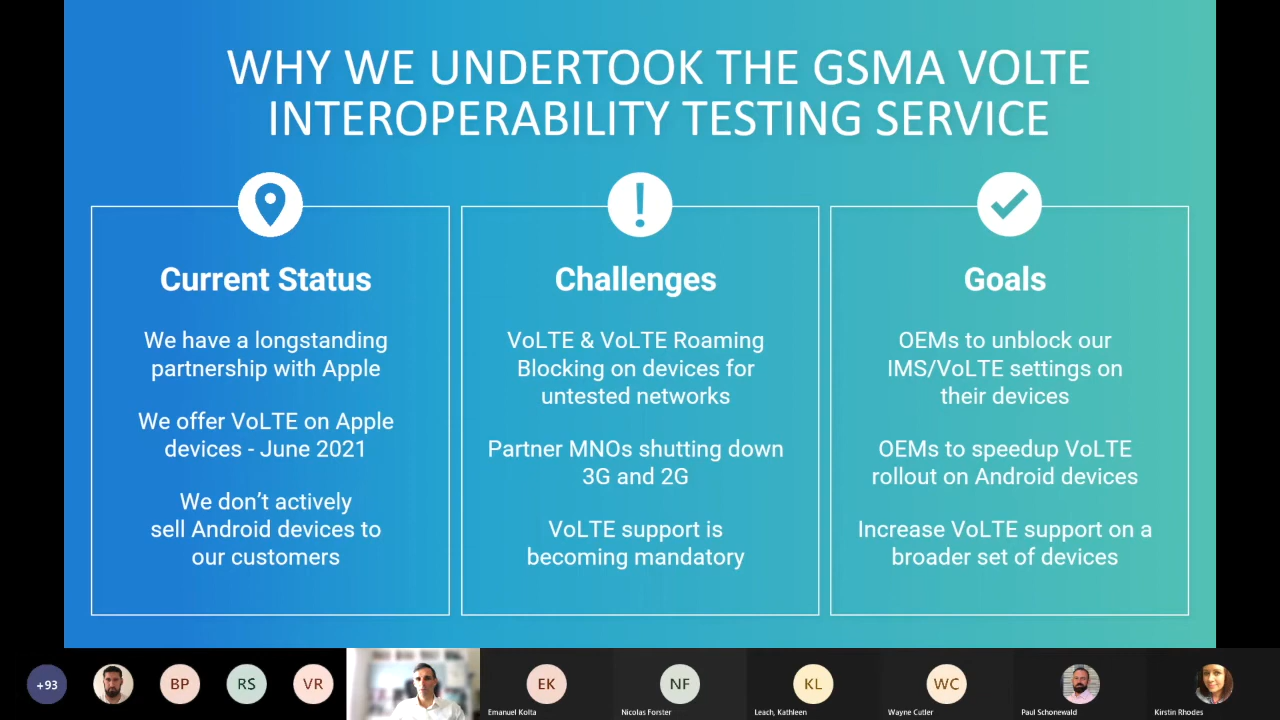 WHY WE UNDERTOOK THE GSMA VOLTE
INTEROPERABILITY TESTING SERVICE
Current Status
We have a longstanding
partnership with Apple
We offer VoLTE on Apple
devices - June 2021
We don’t actively
sell Android devices to
our customers
Challenges
VoLTE & VoLTE Roaming
Blocking on devices for
untested networks
Partner MNOs shutting down
3G and 2G
VoLTE support is
becoming mandatory
Goals
OEMs to unblock our
IMS/VoLTE settings on
their devices
OEMs to speedup VoLTE
rollout on Android devices
Increase VoLTE support on a
broader set of devices
+93
BP
RS
VR
EK
Emanuel Kolta
NF
Nicolas Forster
KL
Leach, Kathleen
WC
Wayne Cutler
Paul Schonewald
Kirstin Rhodes